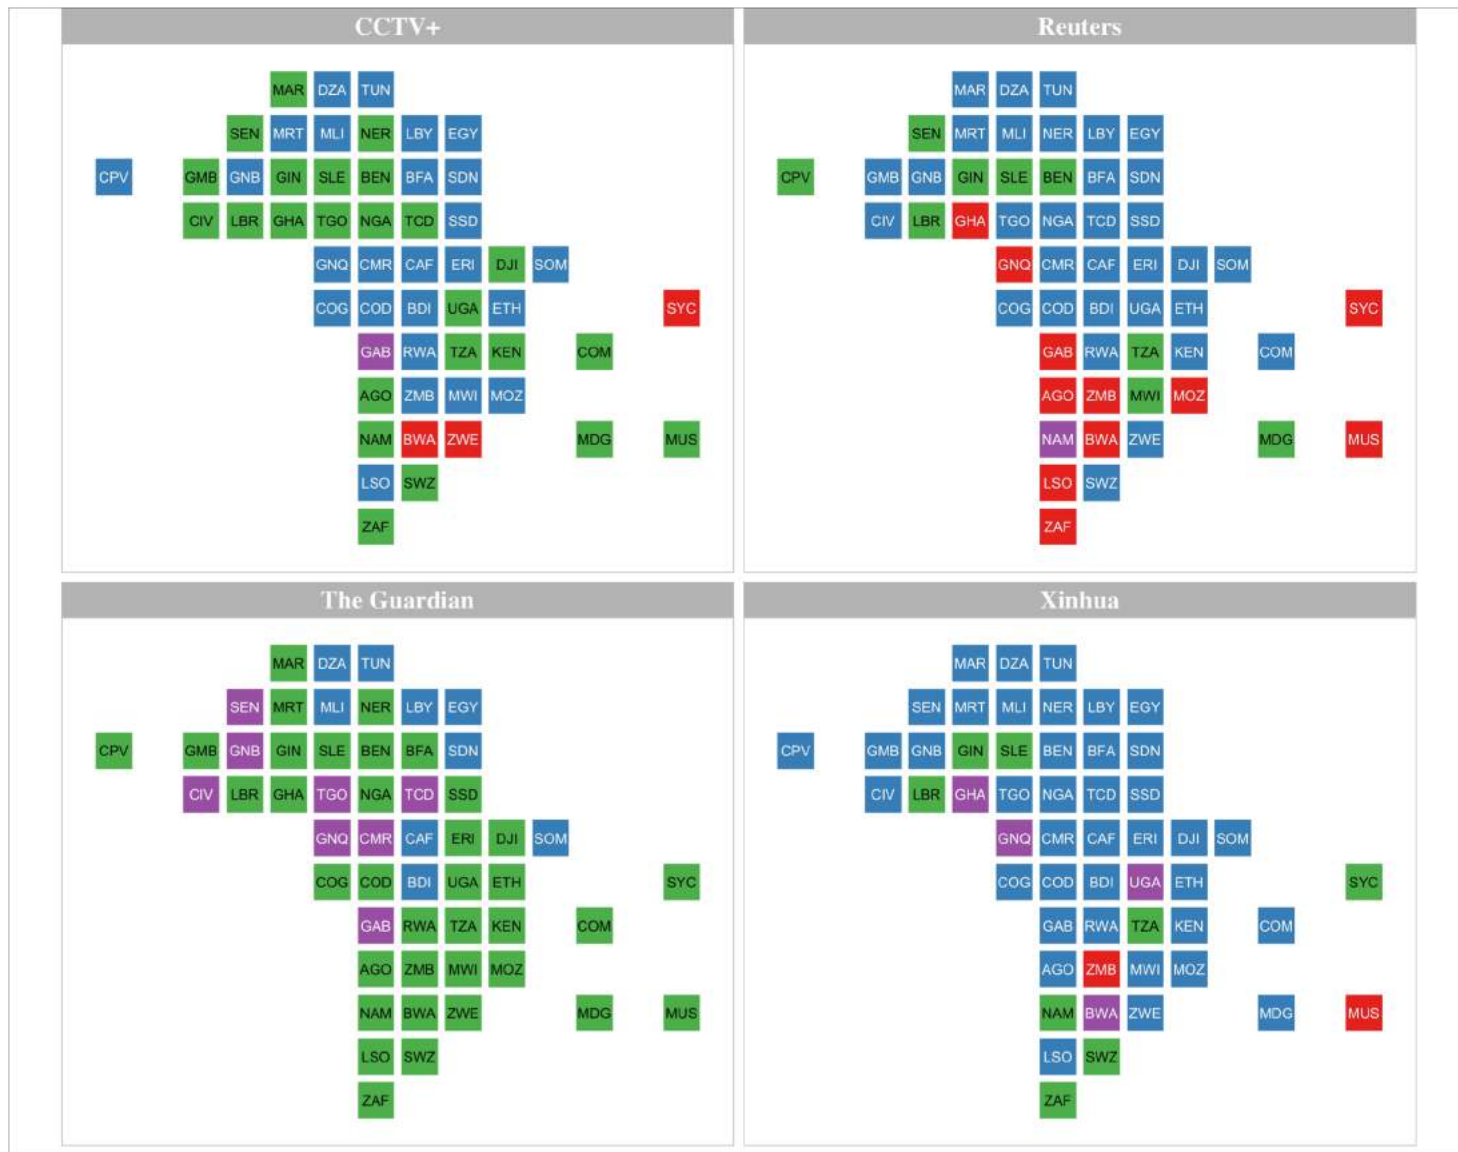 CCTV+
MAR DZA TUN
SEN MRT MLI NER LBY EGY
CPV GMB GNB GIN SLE BEN BFA SDN
CIV LBR GHA TGO NGA TCD SSD
GNQ CMR CAF ERI DJI SOM
COG COD BDI UGA ETH SYC
GAB RWA TZA KEN COM
AGO ZMB MWI MOZ
NAM BWA ZWE MDG MUS
LSO SWZ
ZAF
Reuters
MAR DZA TUN
SEN MRT MLI NER LBY EGY
CPV GMB GNB GIN SLE BEN BFA SDN
CIV LBR GHA TGO NGA TCD SSD
GNQ CMR CAF ERI DJI SOM
COG COD BDI UGA ETH SYC
GAB RWA TZA KEN COM
AGO ZMB MWI MOZ
NAM BWA ZWE MDG MUS
LSO SWZ
ZAF
The Guardian
MAR DZA TUN
SEN MRT MLI NER LBY EGY
CPV GMB GNB GIN SLE BEN BFA SDN
CIV LBR GHA TGO NGA TCD SSD
GNQ CMR CAF ERI DJI SOM
COG COD BDI UGA ETH SYC
GAB RWA TZA KEN COM
AGO ZMB MWI MOZ
NAM BWA ZWE MDG MUS
LSO SWZ
ZAF
Xinhua
MAR DZA TUN
SEN MRT MLI NER LBY EGY
CPV GMB GNB GIN SLE BEN BFA SDN
CIV LBR GHA TGO NGA TCD SSD
GNQ CMR CAF ERI DJI SOM
COG COD BDI UGA ETH SYC
GAB RWA TZA KEN COM
AGO ZMB MWI MOZ
NAM BWA ZWE MDG MUS
LSO SWZ
ZAF